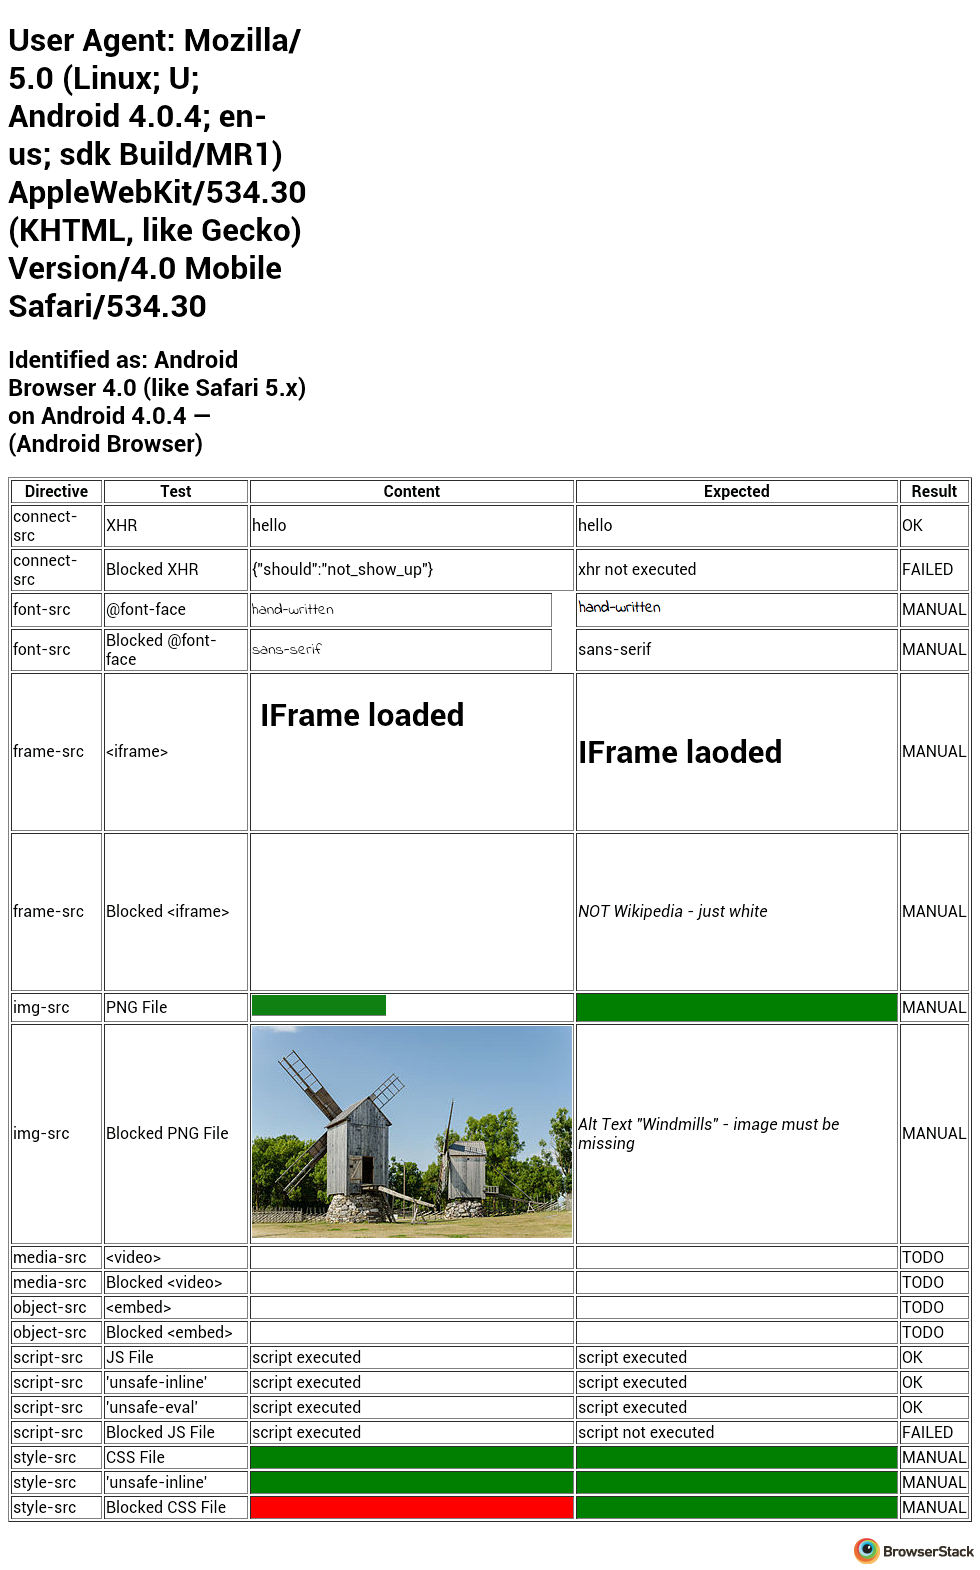 User Agent: Mozilla/
5.0 (Linux; U;
Android 4.0.4; en-
us; sdk Build/MR1)
AppleWebKit/534.30
(KHTML, like Gecko)
Version/4.0 Mobile
Safari/534.30
Identified as: Android
Browser 4.0 (like Safari 5.x)
on Android 4.0.4 —
(Android Browser)
Directive Test Content Expected Result
connect-
src XHR hello hello OK
connect-
src Blocked XHR {"should":"not_show_up"} xhr not executed FAILED
font-src @font-face hand-written hand-written MANUAL
font-src Blocked @font-
face sans-serif sans-serif MANUAL
frame-src <iframe> IFrame loaded IFrame laoded MANUAL
frame-src Blocked <iframe> NOT Wikipedia - just white MANUAL
img-src PNG File MANUAL
img-src Blocked PNG File Alt Text "Windmills" - image must be
missing MANUAL
media-src <video> TODO
media-src Blocked <video> TODO
object-src <embed> TODO
object-src Blocked <embed> TODO
script-src JS File script executed script executed OK
script-src 'unsafe-inline' script executed script executed OK
script-src 'unsafe-eval' script executed script executed OK
script-src Blocked JS File script executed script not executed FAILED
style-src CSS File MANUAL
style-src 'unsafe-inline' MANUAL
style-src Blocked CSS File MANUAL
BrowserStack